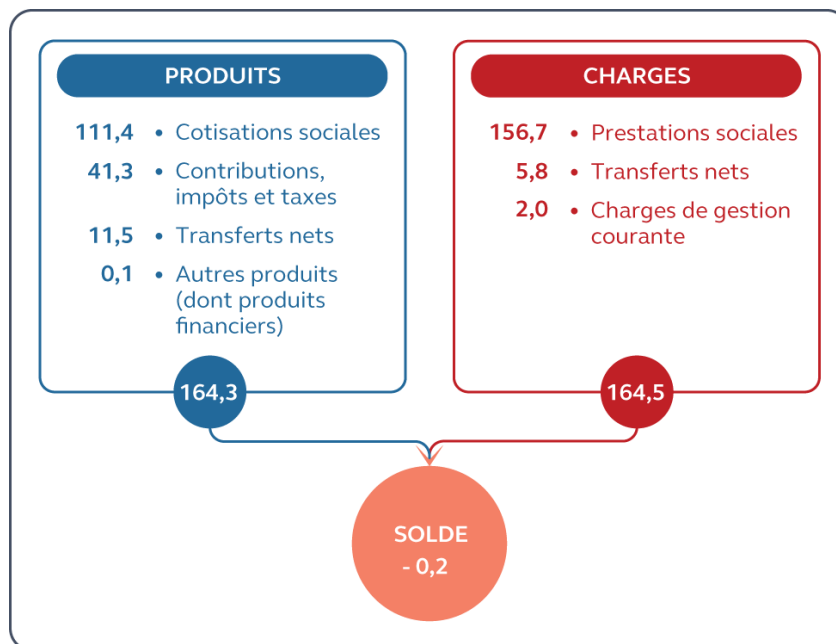 PRODUITS
111,4 • Cotisations sociales
41,3 • Contributions,
impôts et taxes
11,5 • Transferts nets
0,1 • Autres produits
(dont produits
financiers)
164,3
CHARGES
156,7 • Prestations sociales
5,8 • Transferts nets
2,0 • Charges de gestion
courante
164,5
SOLDE
- 0,2